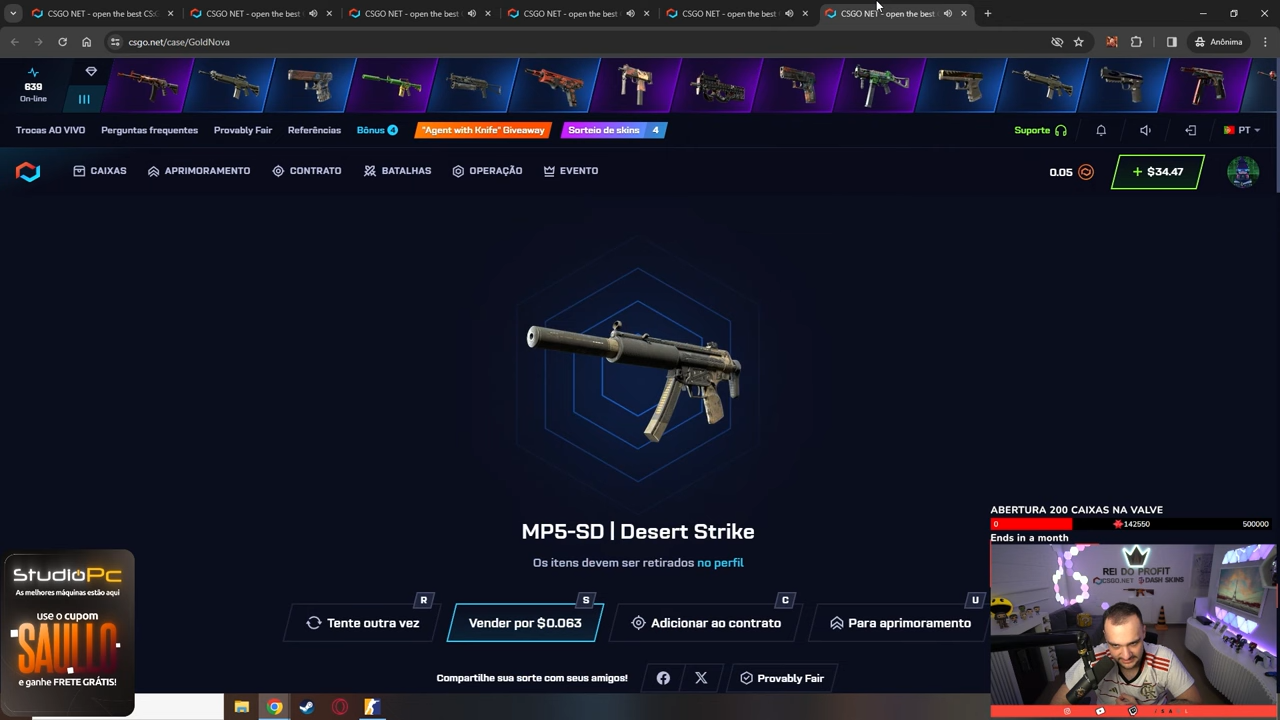 CSGO NET - open the best CS:
CSGO NET - open the best
CSGO NET - open the best
CSGO NET - open the best
CSGO NET - open the best
CSGO NET - open the best
csgo.net/case/GoldNova
Anônima
639
On-line
Trocas AO VIVO
Perguntas frequentes
Provably Fair
Referências
Bônus 4
"Agent with Knife" Giveaway
Sorteio de skins 4
Suporte
PT
CAIXAS
APRIMORAMENTO
CONTRATO
BATALHAS
OPERAÇÃO
EVENTO
0.05
+ $34.47
MP5-SD | Desert Strike
Os itens devem ser retirados no perfil
R
Tente outra vez
S
Vender por $0.063
C
Adicionar ao contrato
U
Para aprimoramento
Compartilhe sua sorte com seus amigos!
Provably Fair
STUDIOPC
As melhores máquinas estão aqui
use o cupom
SAULLO
e ganhe FRETE GRÁTIS!
ABERTURA 200 CAIXAS NA VALVE
0
142550
500000
Ends in a month
REI DO PROFIT
CSGO.NET
DASH SKINS